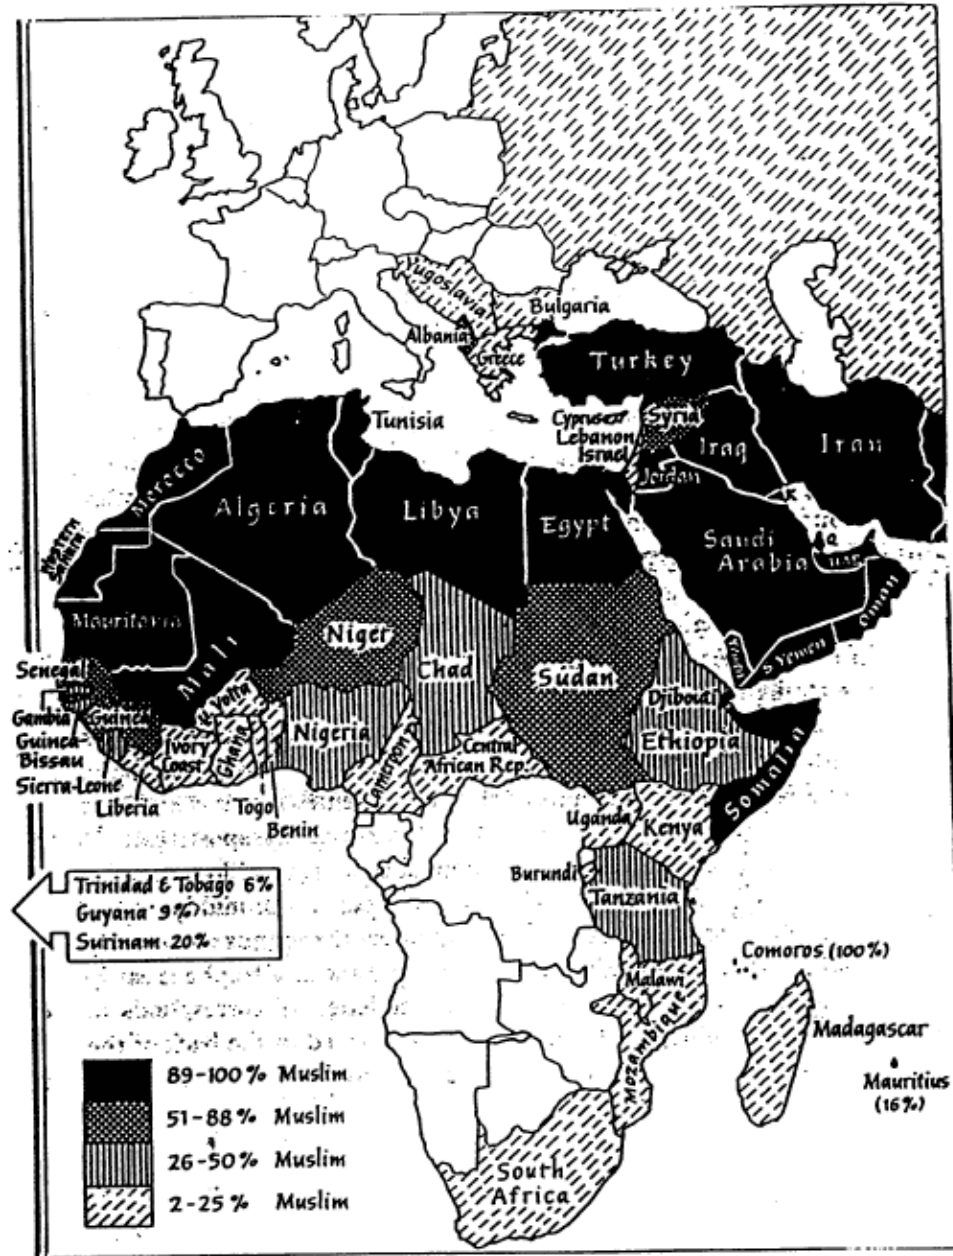 Yugoslavia
Bulgaria
Albania
Greece
Turkey
Tunisia
Cyprus
Syria
Lebanon
Israel
Iraq
Iran
Jordan
Morocco
Algeria
Libya
Egypt
K
Q
UAE
Saudi
Arabia
Oman
S Yemen
Yemen
Western
Sahara
Mauritania
Mali
Niger
Chad
Südan
Senegal
Gambia
Guinea
Guinea-
Bissau
Sierra-Leone
Liberia
Ivory
Coast
U Volta
Ghana
Togo
Benin
Nigeria
Cameroon
Central
African Rep.
Djibouti
Ethiopia
Somalia
Uganda
Kenya
Burundi
Tanzania
Trinidad & Tobago 6%
Guyana 9%
Surinam 20%
Comoros (100%)
Malawi
Mozambique
Madagascar
Mauritius
(16%)
South
Africa
89-100% Muslim
51-88% Muslim
26-50% Muslim
2-25% Muslim